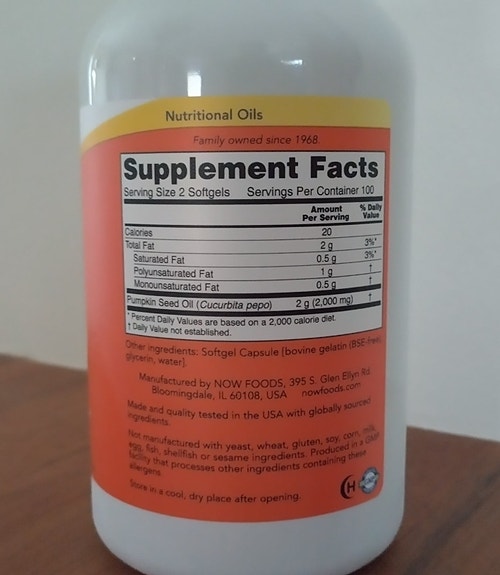 Nutritional Oils
Family owned since 1968.
Supplement Facts
Serving Size 2 Softgels Servings Per Container 100
Amount Per Serving % Daily Value
Calories 20
Total Fat 2 g 3%*
Saturated Fat 0.5 g 3%*
Polyunsaturated Fat 1 g †
Monounsaturated Fat 0.5 g †
Pumpkin Seed Oil (Cucurbita pepo) 2 g (2,000 mg) †
* Percent Daily Values are based on a 2,000 calorie diet.
† Daily Value not established.
Other ingredients: Softgel Capsule [bovine gelatin (BSE-free),
glycerin, water].
Manufactured by NOW FOODS, 395 S. Glen Ellyn Rd.
Bloomingdale, IL 60108, USA nowfoods.com
Made and quality tested in the USA with globally sourced
ingredients.
Not manufactured with yeast, wheat, gluten, soy, corn, milk,
egg, fish, shellfish or sesame ingredients. Produced in a GMP
facility that processes other ingredients containing these
allergens.
Store in a cool, dry place after opening.
H